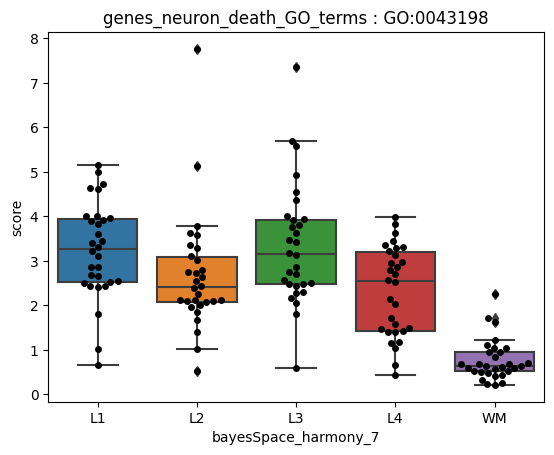 genes_neuron_death_GO_terms : GO:0043198
8
7
6
5
4
3
2
1
0
score
L1 L2 L3 L4 WM
bayesSpace_harmony_7